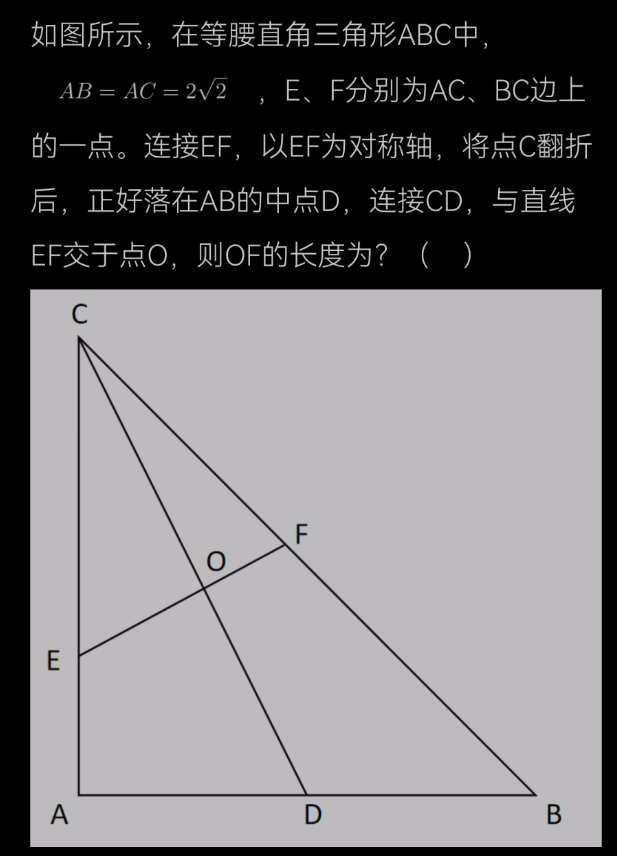 如图所示，在等腰直角三角形ABC中，
AB = AC = 2√2 ，E、F分别为AC、BC边上
的一点。连接EF，以EF为对称轴，将点C翻折
后，正好落在AB的中点D，连接CD，与直线
EF交于点O，则OF的长度为？（ ）
C
F
O
E
A D B